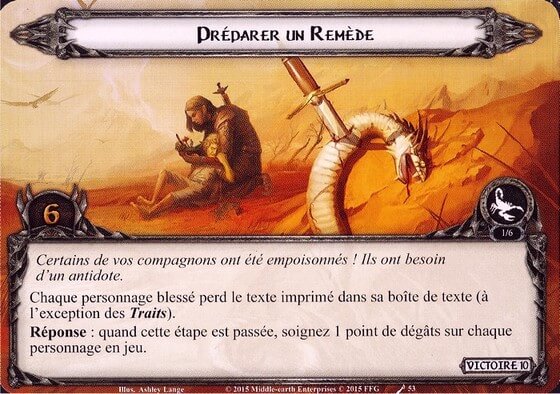 Préparer un Remède
6
1/6
Certains de vos compagnons ont été empoisonnés ! Ils ont besoin
d'un antidote.
Chaque personnage blessé perd le texte imprimé dans sa boîte de texte (à
l'exception des Traits).
Réponse : quand cette étape est passée, soignez 1 point de dégâts sur chaque
personnage en jeu.
VICTOIRE 10
Illus. Ashley Lange © 2015 Middle-earth Enterprises © 2015 FFG 53